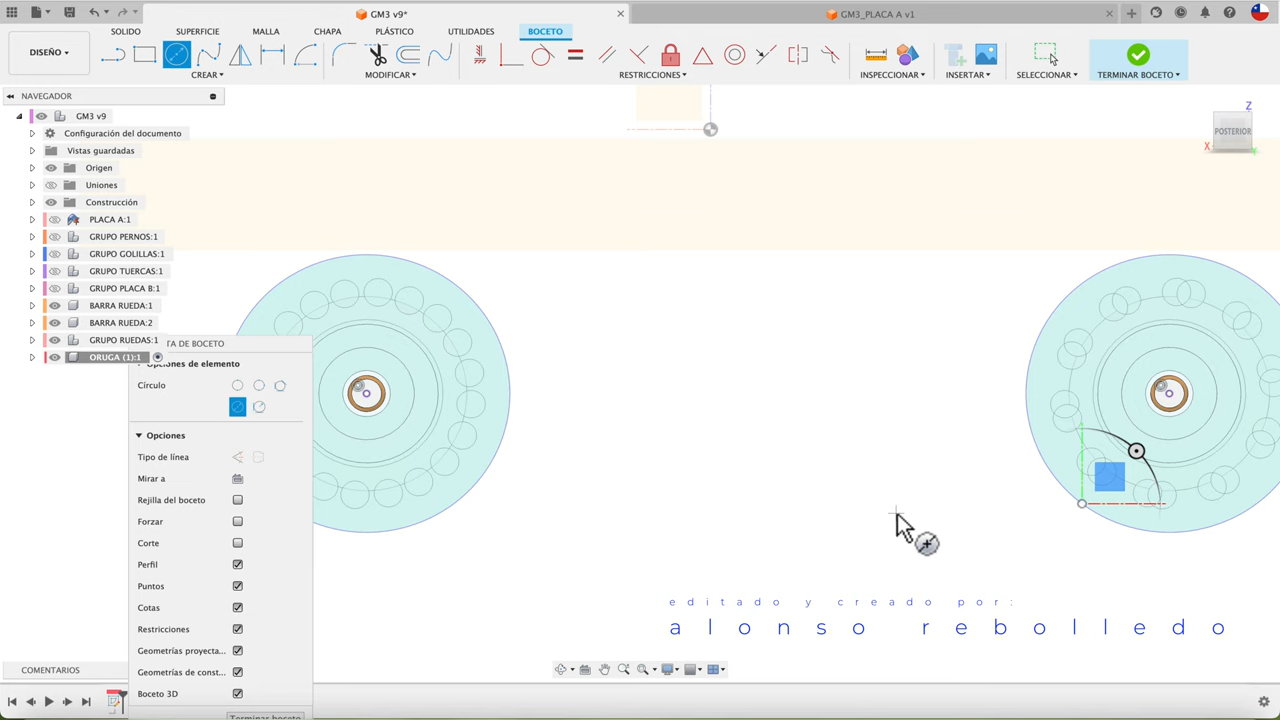 GM3 v9*
GM3_PLACA A v1
DISEÑO
SÓLIDO SUPERFICIE MALLA CHAPA PLÁSTICO UTILIDADES BOCETO
CREAR
MODIFICAR
RESTRICCIONES
INSPECCIONAR
INSERTAR
SELECCIONAR
TERMINAR BOCETO
NAVEGADOR
GM3 v9
Configuración del documento
Vistas guardadas
Origen
Uniones
Construcción
PLACA A:1
GRUPO PERNOS:1
GRUPO GOLILLAS:1
GRUPO TUERCAS:1
GRUPO PLACA B:1
BARRA RUEDA:1
BARRA RUEDA:2
GRUPO RUEDAS:1
ORUGA (1):1
TA DE BOCETO
Opciones de elemento
Círculo
Opciones
Tipo de línea
Mirar a
Rejilla del boceto
Forzar
Corte
Perfil
Puntos
Cotas
Restricciones
Geometrías proyecta...
Geometrías de const...
Boceto 3D
Terminar boceto
Z
POSTERIOR
X
Y
editado y creado por:
alonso rebolledo
COMENTARIOS